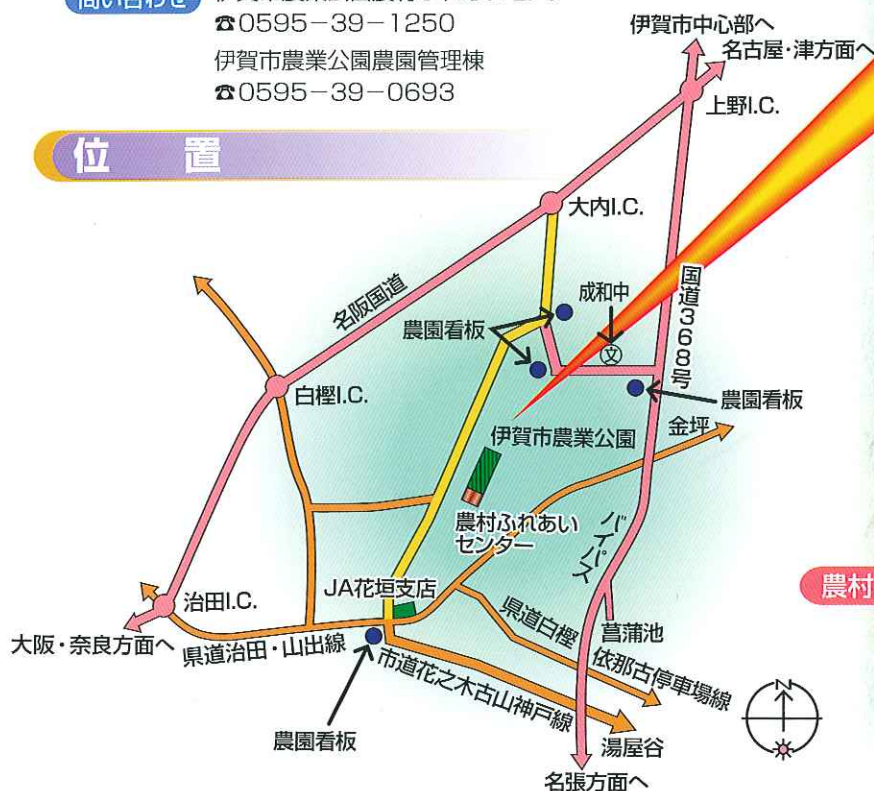 問い合わせ
☎0595−39−1250
伊賀市農業公園農園管理棟
☎0595−39−0693
位 置
伊賀市中心部へ
名古屋・津方面へ
上野I.C.
大内I.C.
名阪国道
農園看板
成和中
文
国道368号
白樫I.C.
農園看板
伊賀市農業公園
金坪
農村ふれあい
センター
バイパス
JA花垣支店
治田I.C.
大阪・奈良方面へ
県道治田・山出線
県道白樫
依那古停車場線
菖蒲池
市道花之木古山神戸線
農園看板
湯屋谷
名張方面へ
N
農村